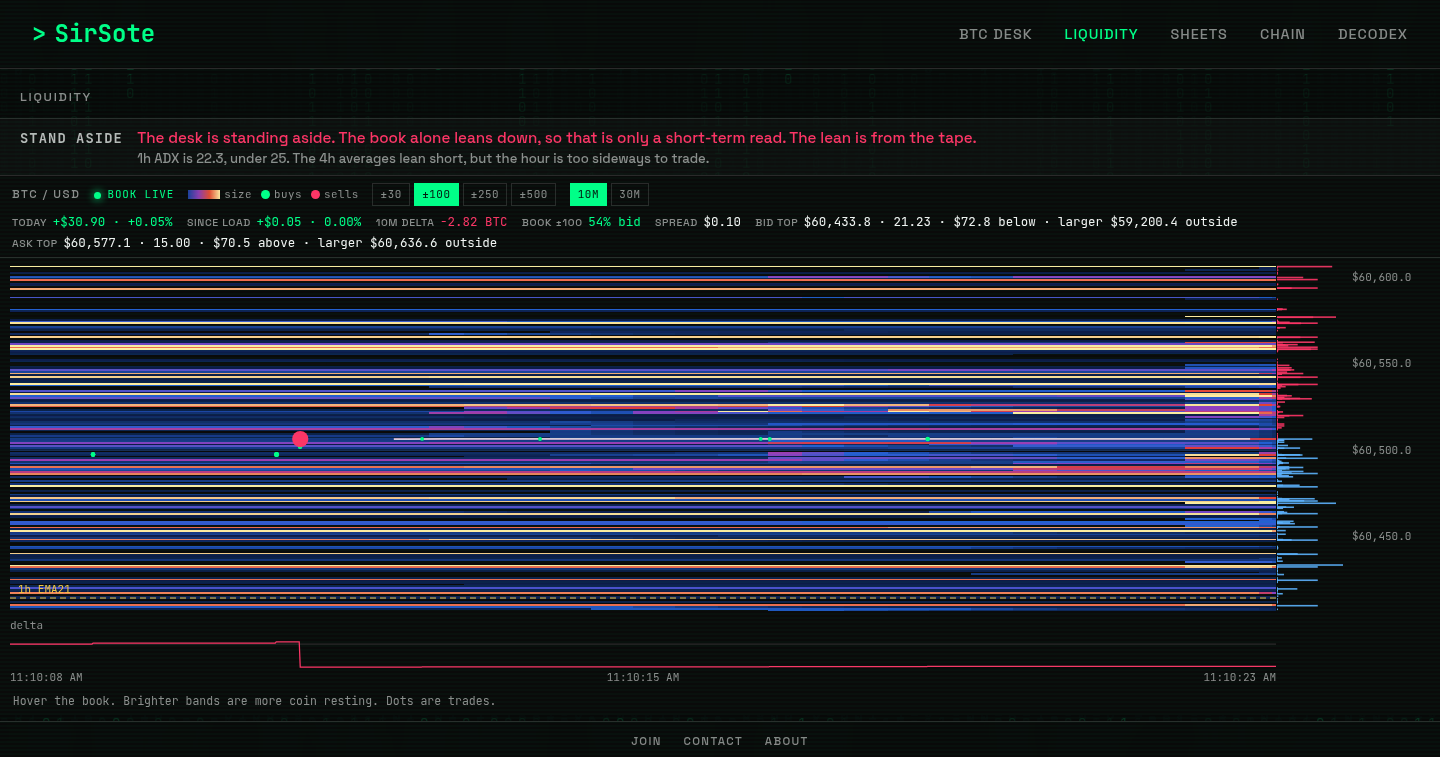 > SirSote
BTC DESK LIQUIDITY SHEETS CHAIN DECODEX
LIQUIDITY
STAND ASIDE The desk is standing aside. The book alone leans down, so that is only a short-term read. The lean is from the tape.
1h ADX is 22.3, under 25. The 4h averages lean short, but the hour is too sideways to trade.
BTC / USD BOOK LIVE size buys sells ±30 ±100 ±250 ±500 10M 30M
TODAY +$30.90 · +0.05% SINCE LOAD +$0.05 · 0.00% 10M DELTA -2.82 BTC BOOK ±100 54% bid SPREAD $0.10 BID TOP $60,433.8 · 21.23 · $72.8 below · larger $59,200.4 outside
ASK TOP $60,577.1 · 15.00 · $70.5 above · larger $60,636.6 outside
$60,600.0
$60,550.0
$60,500.0
$60,450.0
1h EMA21
delta
11:10:08 AM 11:10:15 AM 11:10:23 AM
Hover the book. Brighter bands are more coin resting. Dots are trades.
JOIN CONTACT ABOUT